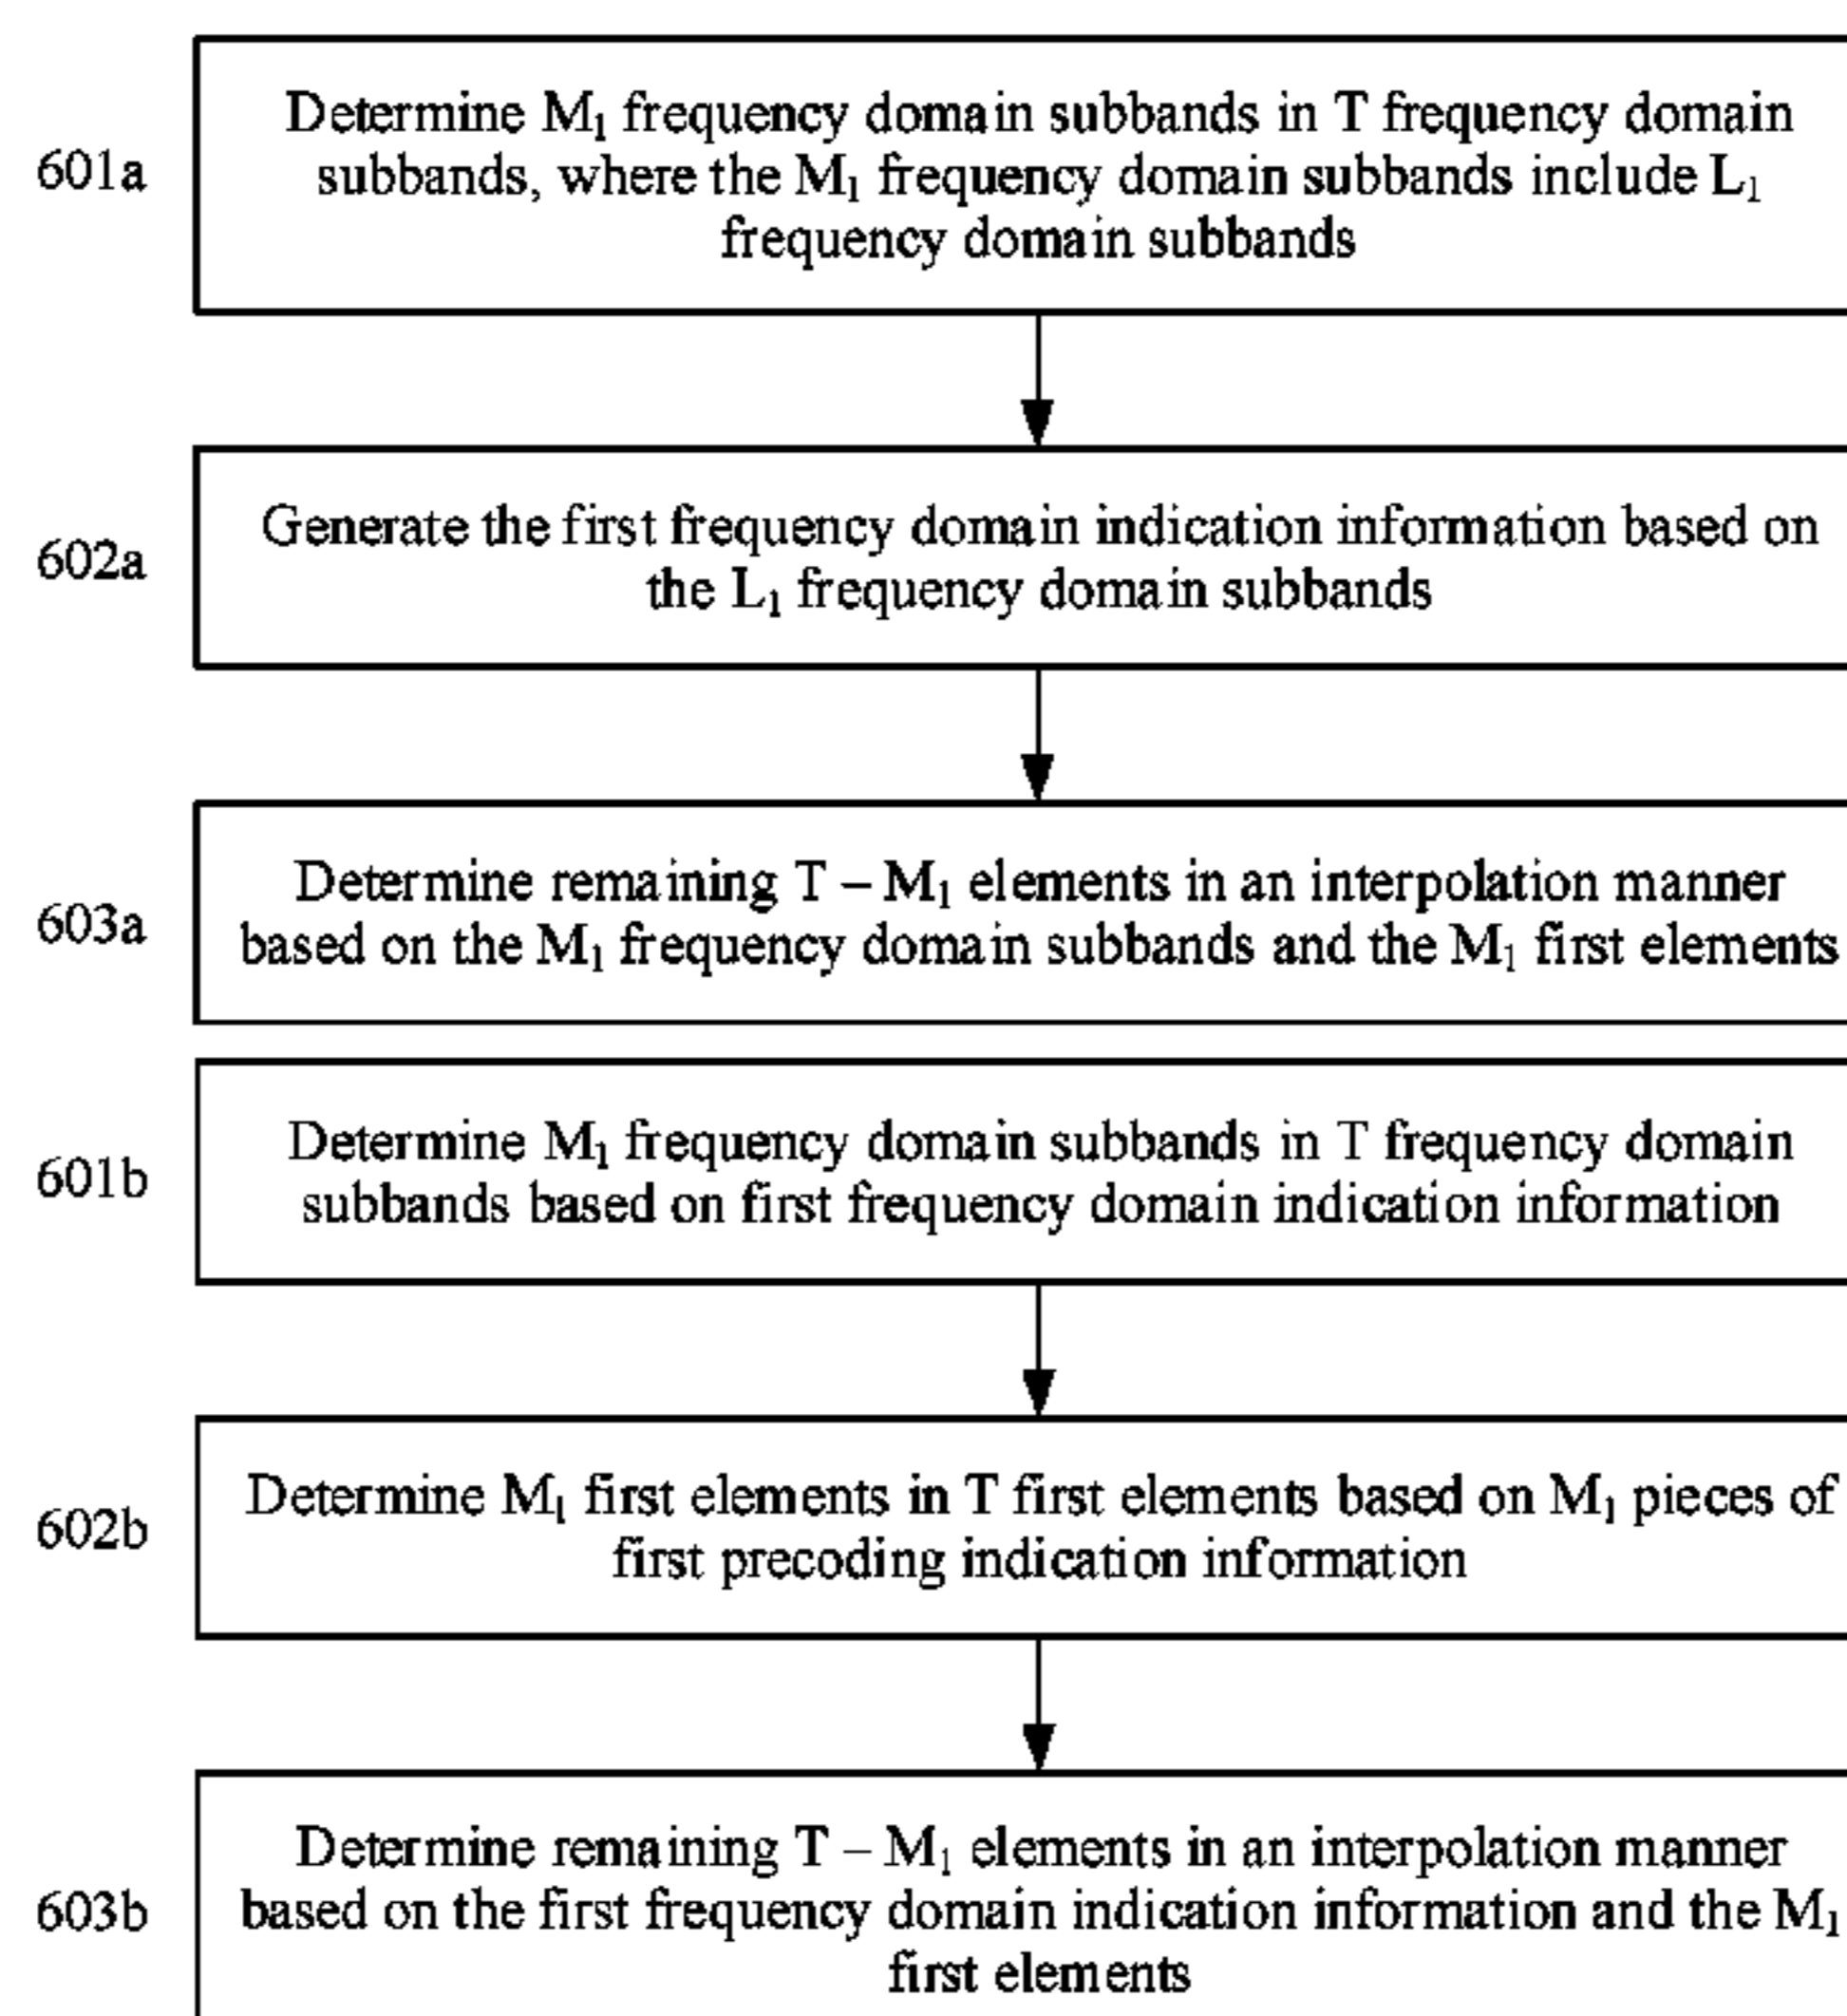 601a
Determine M₁ frequency domain subbands in T frequency domain
subbands, where the M₁ frequency domain subbands include L₁
frequency domain subbands
602a
Generate the first frequency domain indication information based on
the L₁ frequency domain subbands
603a
Determine remaining T – M₁ elements in an interpolation manner
based on the M₁ frequency domain subbands and the M₁ first elements
601b
Determine M₁ frequency domain subbands in T frequency domain
subbands based on first frequency domain indication information
602b
Determine M₁ first elements in T first elements based on M₁ pieces of
first precoding indication information
603b
Determine remaining T – M₁ elements in an interpolation manner
based on the first frequency domain indication information and the M₁
first elements